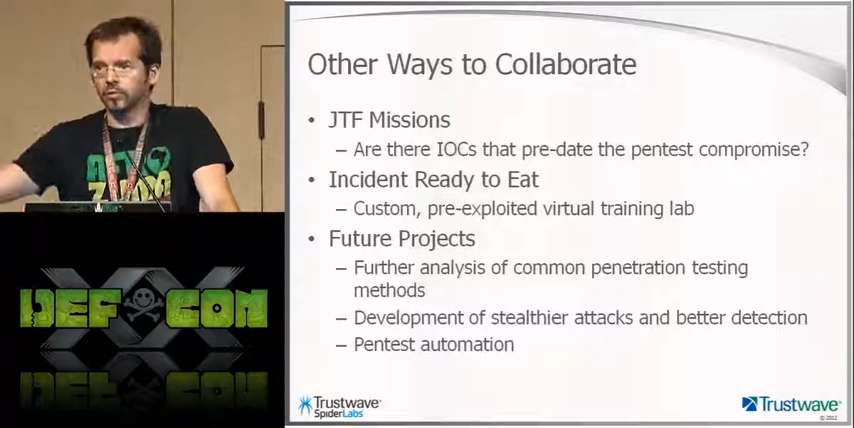 Other Ways to Collaborate
• JTF Missions
– Are there IOCs that pre-date the pentest compromise?
• Incident Ready to Eat
– Custom, pre-exploited virtual training lab
• Future Projects
– Further analysis of common penetration testing
methods
– Development of stealthier attacks and better detection
– Pentest automation
Trustwave®
SpiderLabs
Trustwave®
© 2012
DEF CON
XX